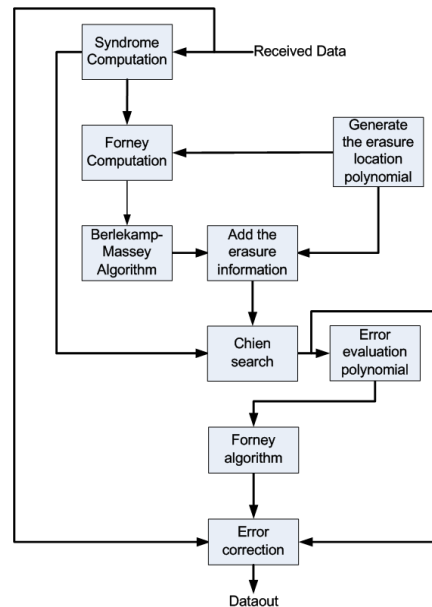 Syndrome
Computation
Received Data
Forney
Computation
Generate
the erasure
location
polynomial
Berlekamp-
Massey
Algorithm
Add the
erasure
information
Chien
search
Error
evaluation
polynomial
Forney
algorithm
Error
correction
Dataout